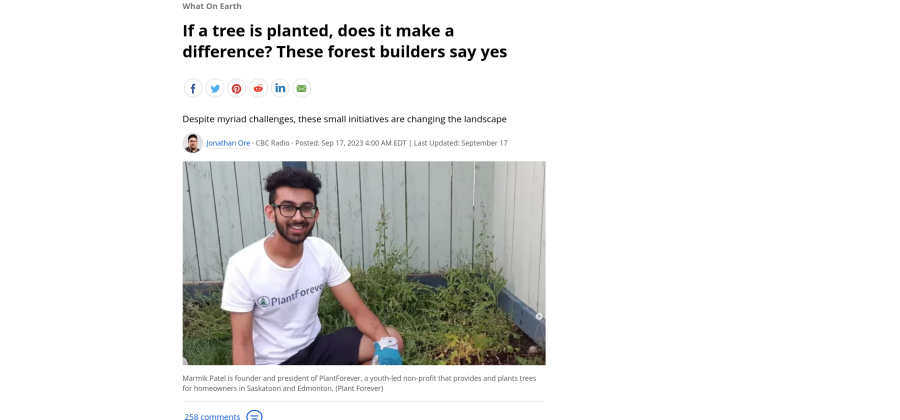 What On Earth
If a tree is planted, does it make a
difference? These forest builders say yes
Despite myriad challenges, these small initiatives are changing the landscape
Jonathan Ore · CBC Radio · Posted: Sep 17, 2023 4:00 AM EDT | Last Updated: September 17
PlantForever
Marmik Patel is founder and president of PlantForever, a youth-led non-profit that provides and plants trees
for homeowners in Saskatoon and Edmonton. (Plant Forever)
258 comments